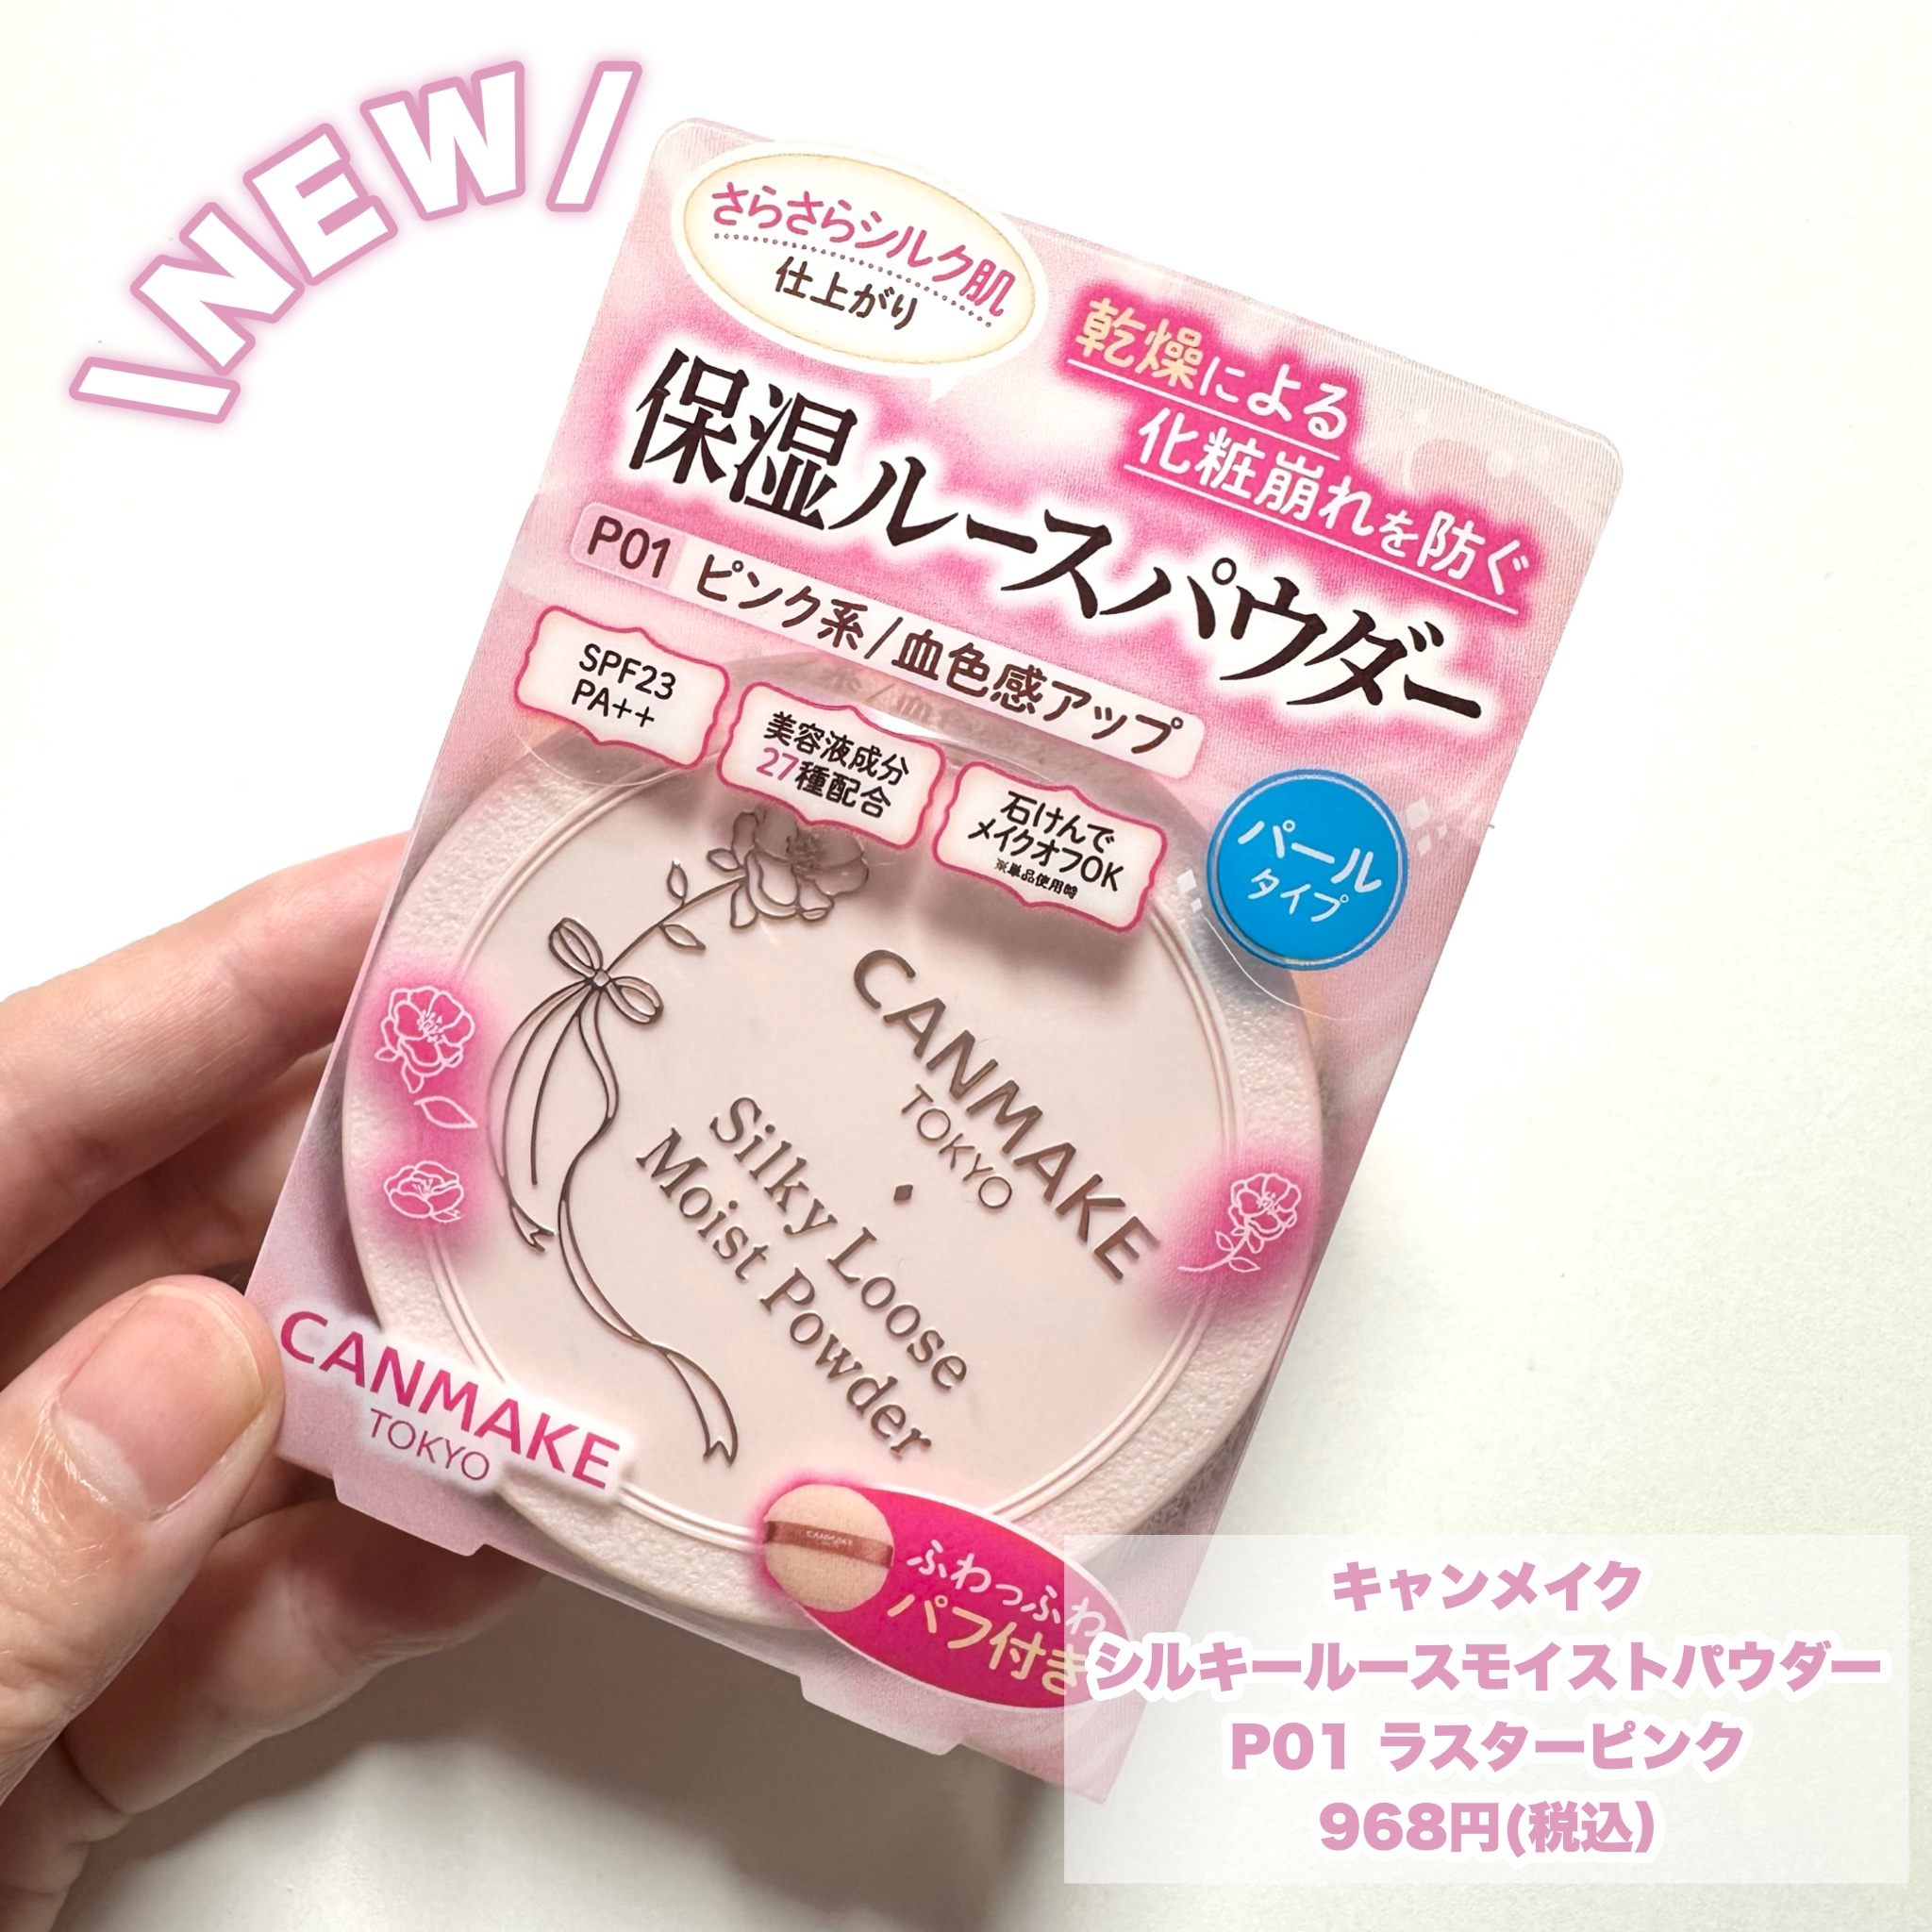 \NEW/
さらさらシルク肌
仕上がり
乾燥による
化粧崩れを防ぐ
保湿ルースパウダー
P01 ピンク系/血色感アップ
SPF23
PA++
美容液成分
27種配合
石けんで
メイクオフOK
※単品使用時
パール
タイプ
CANMAKE
TOKYO
Silky Loose
Moist Powder
CANMAKE
TOKYO
ふわっふわ
パフ付き
キャンメイク
シルキールースモイストパウダー
P01 ラスターピンク
968円(税込)